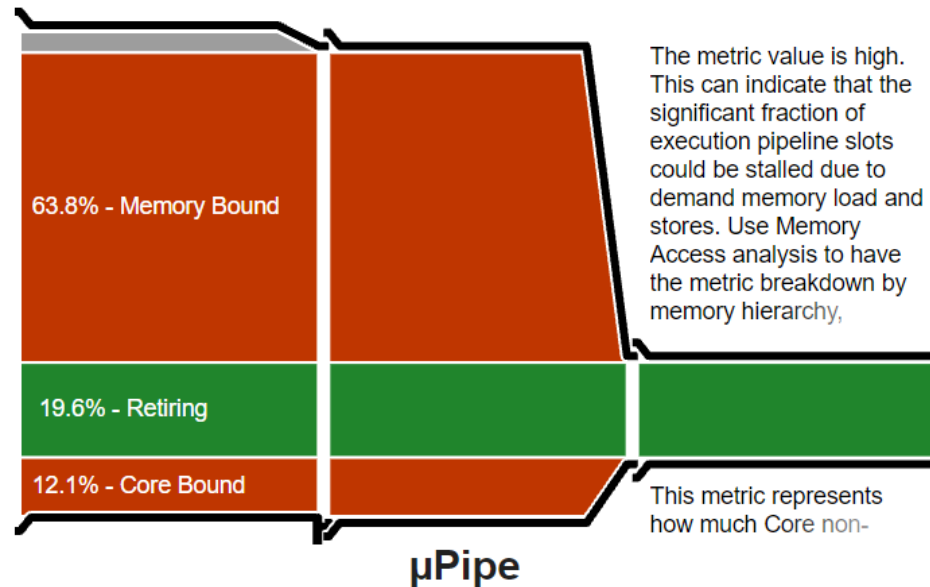 The metric value is high.
This can indicate that the
significant fraction of
execution pipeline slots
could be stalled due to
demand memory load and
stores. Use Memory
Access analysis to have
the metric breakdown by
memory hierarchy,
63.8% - Memory Bound
19.6% - Retiring
12.1% - Core Bound
This metric represents
how much Core non-
µPipe